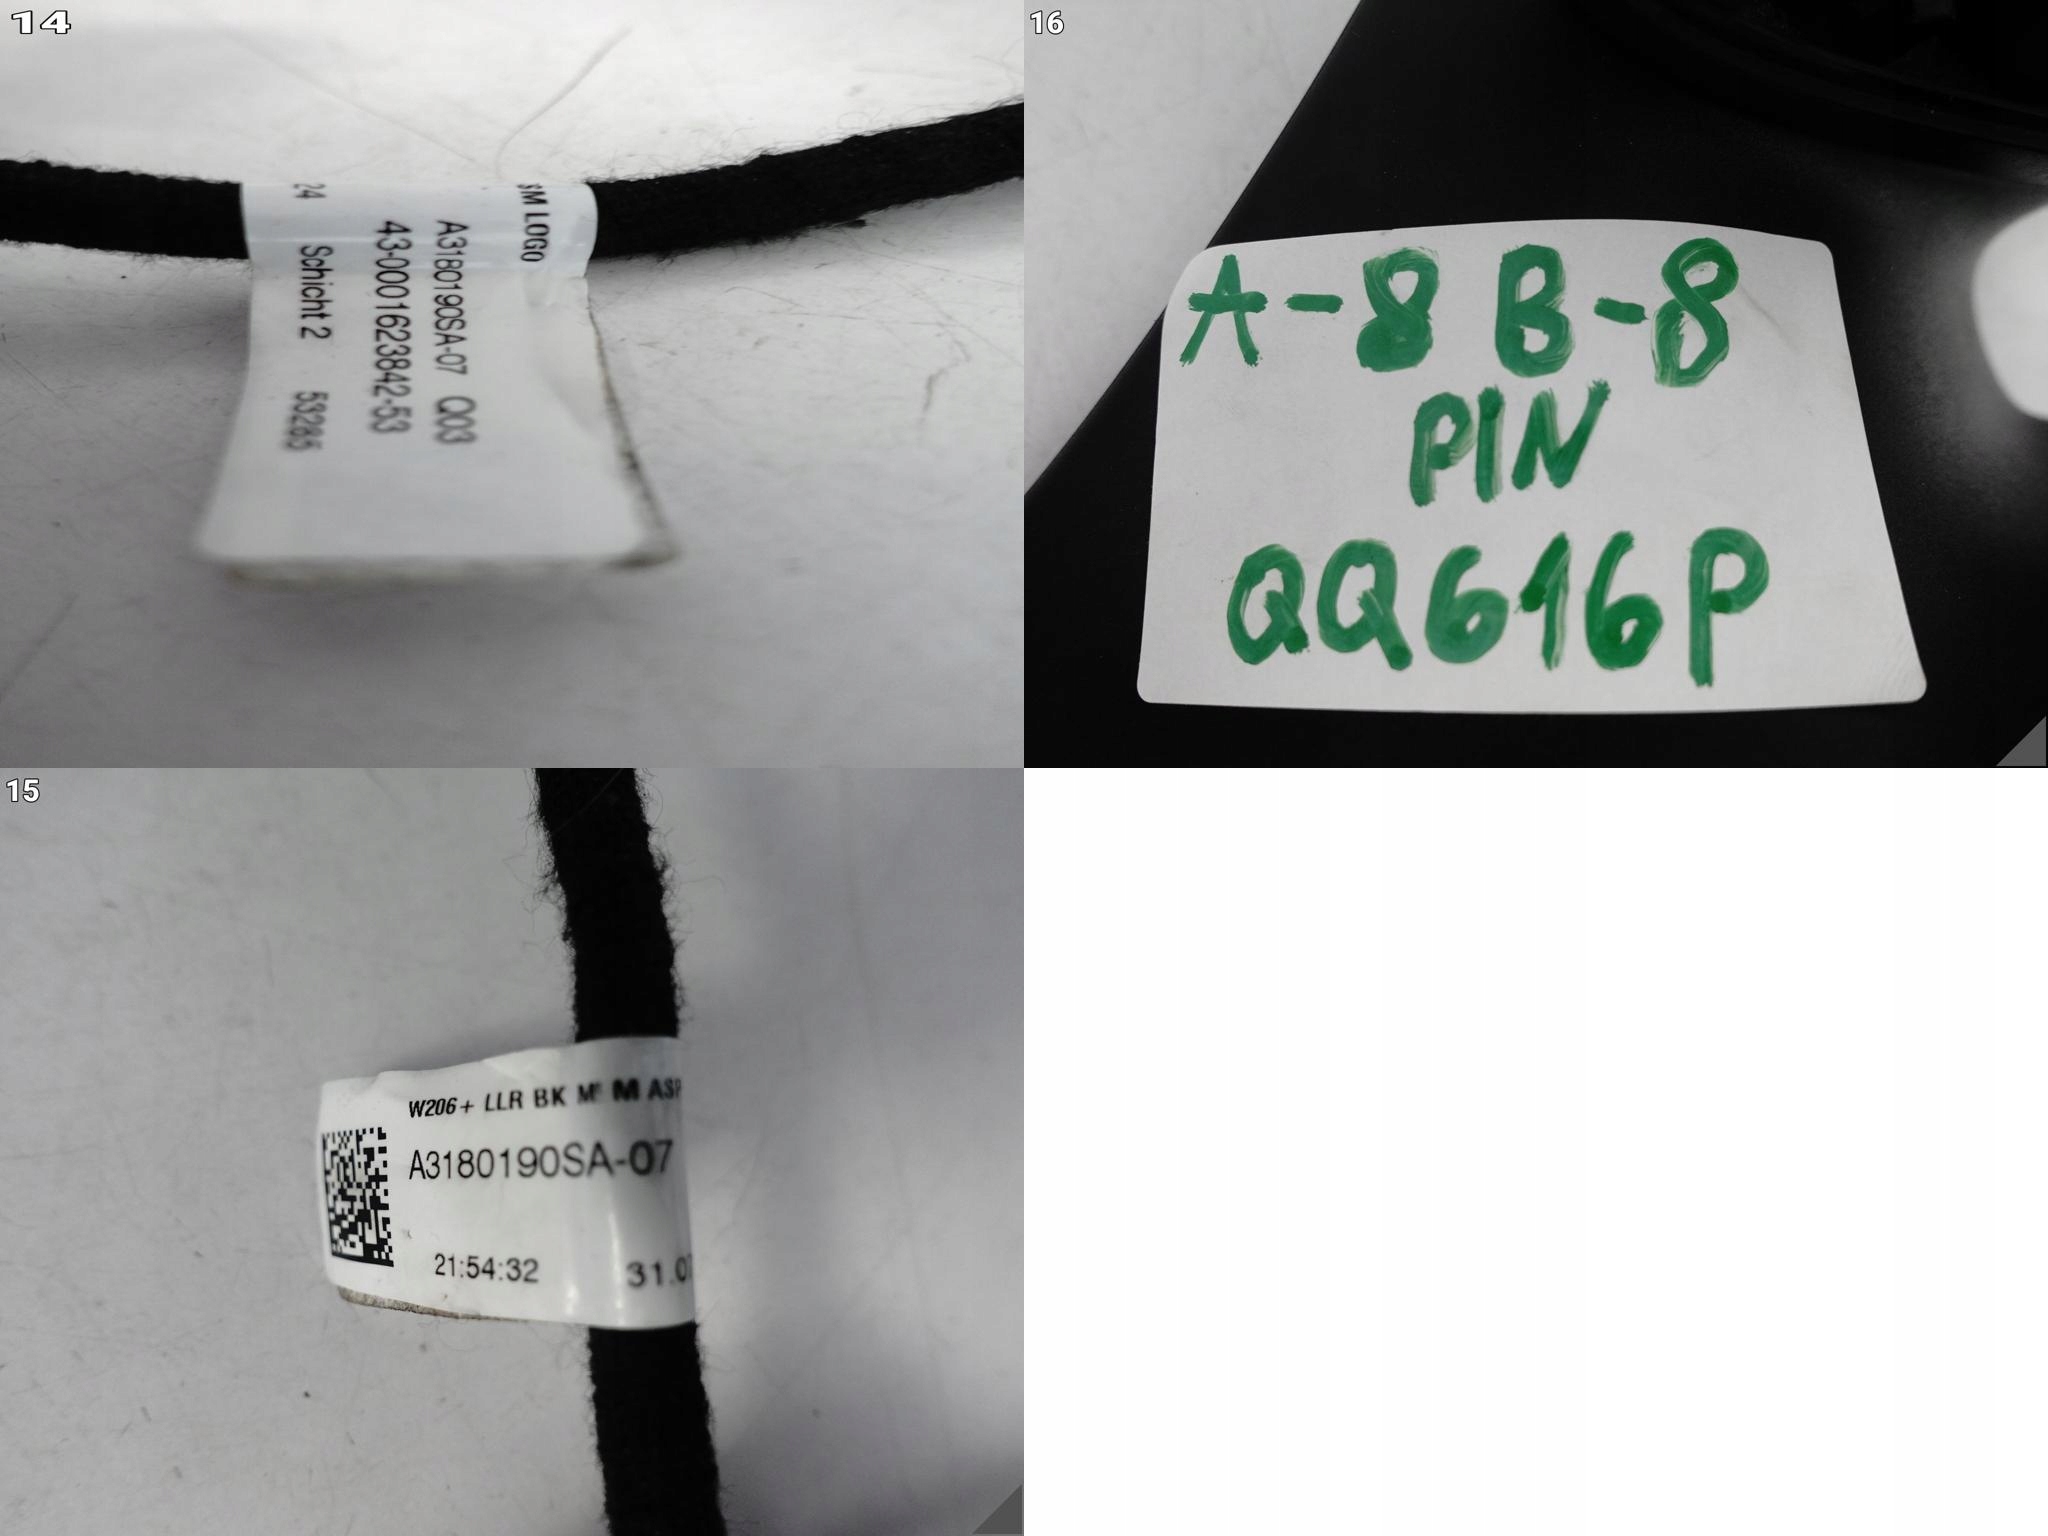 14
SM LOGO
A3180190SA-07 Q03
43-0001623842-53
24 Schicht 2 53285
16
A-8 B-8
PIN
QQ616P
15
W206+ LLR BK M ASP
A3180190SA-07
21:54:32 31.07